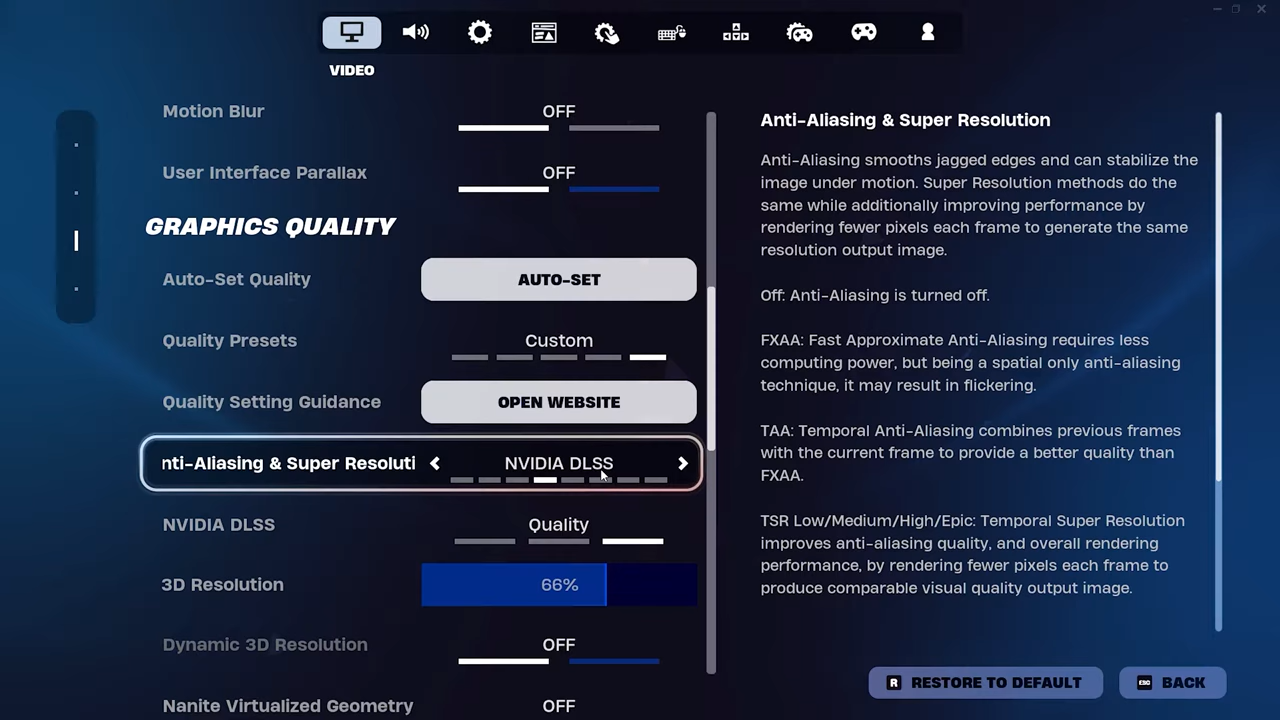 VIDEO
Motion Blur
OFF
User Interface Parallax
OFF
GRAPHICS QUALITY
Auto-Set Quality
AUTO-SET
Quality Presets
Custom
Quality Setting Guidance
OPEN WEBSITE
nti-Aliasing & Super Resoluti
NVIDIA DLSS
NVIDIA DLSS
Quality
3D Resolution
66%
Dynamic 3D Resolution
OFF
Nanite Virtualized Geometry
OFF
Anti-Aliasing & Super Resolution
Anti-Aliasing smooths jagged edges and can stabilize the
image under motion. Super Resolution methods do the
same while additionally improving performance by
rendering fewer pixels each frame to generate the same
resolution output image.
Off: Anti-Aliasing is turned off.
FXAA: Fast Approximate Anti-Aliasing requires less
computing power, but being a spatial only anti-aliasing
technique, it may result in flickering.
TAA: Temporal Anti-Aliasing combines previous frames
with the current frame to provide a better quality than
FXAA.
TSR Low/Medium/High/Epic: Temporal Super Resolution
improves anti-aliasing quality, and overall rendering
performance, by rendering fewer pixels each frame to
produce comparable visual quality output image.
R RESTORE TO DEFAULT
ESC BACK